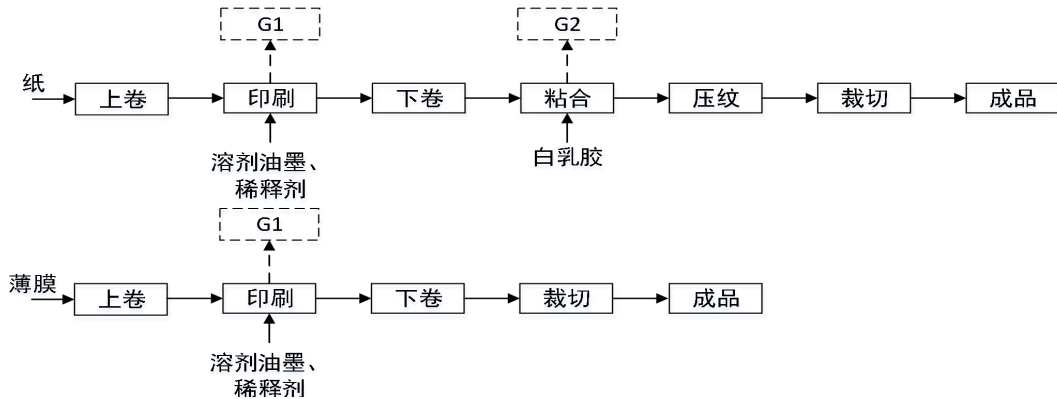 G1
G2
纸
上卷
印刷
下卷
粘合
压纹
裁切
成品
溶剂油墨、
稀释剂
白乳胶
G1
薄膜
上卷
印刷
下卷
裁切
成品
溶剂油墨、
稀释剂